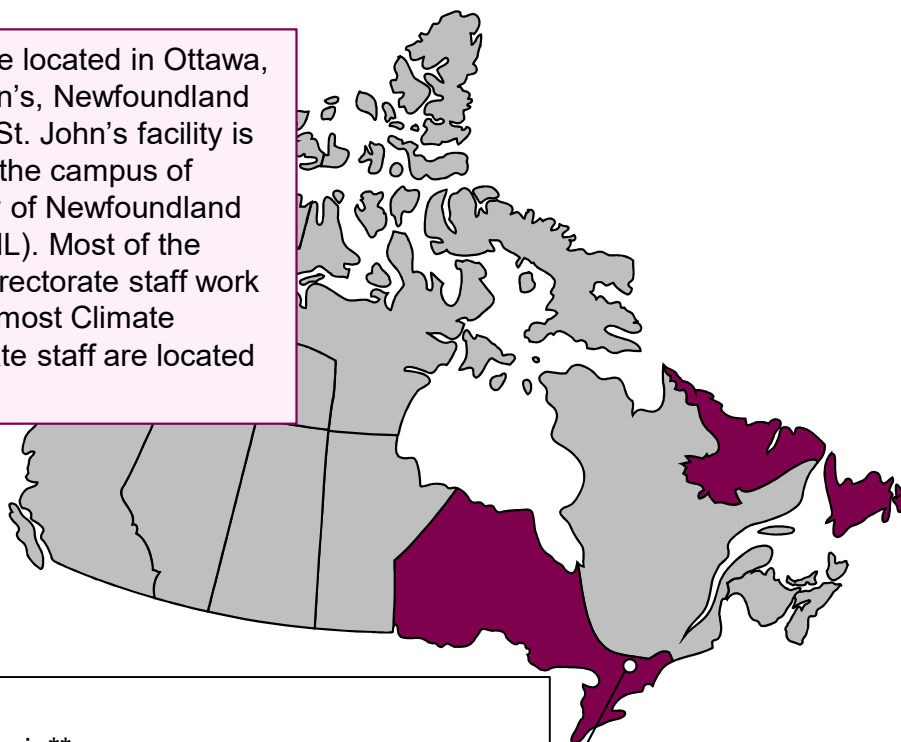 e located in Ottawa,
n’s, Newfoundland
St. John’s facility is
the campus of
of Newfoundland
IL). Most of the
rectorate staff work
most Climate
te staff are located
**